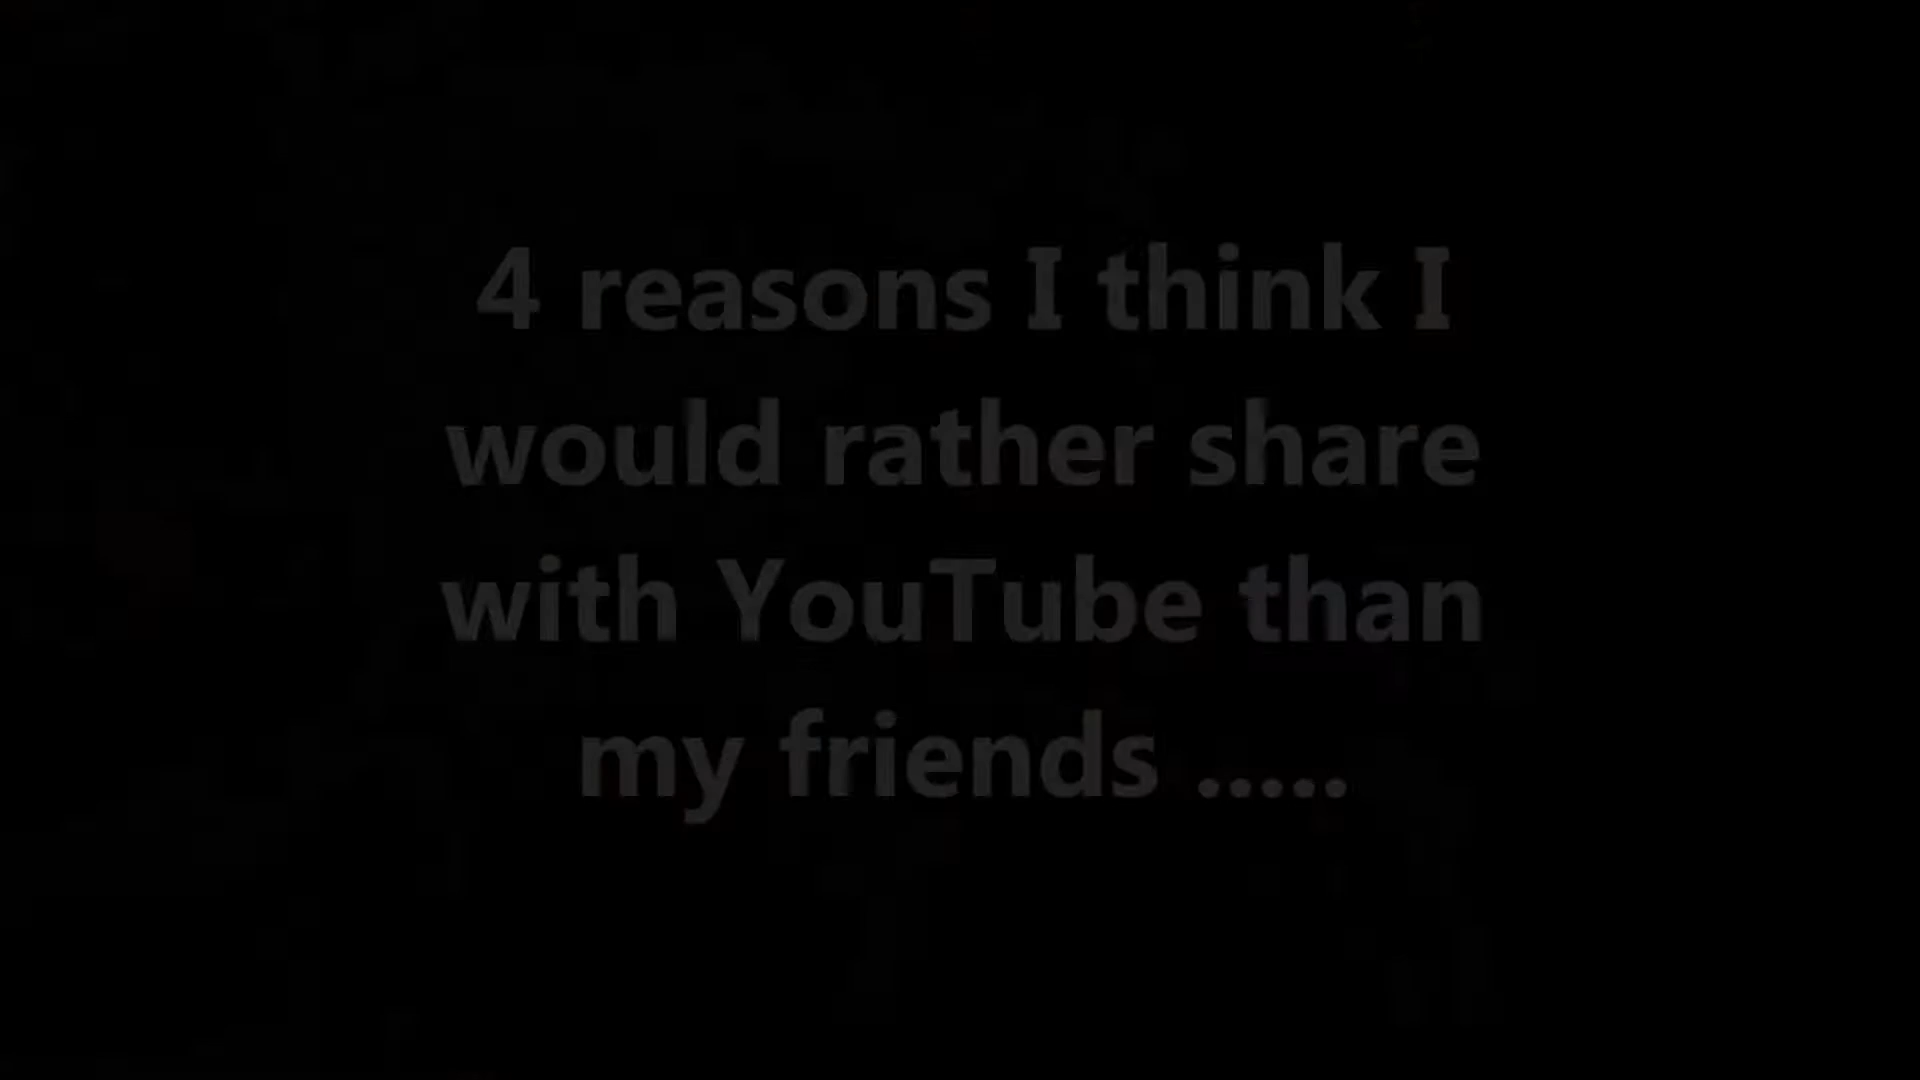 4 reasons I think I
would rather share
with YouTube than
my friends .....